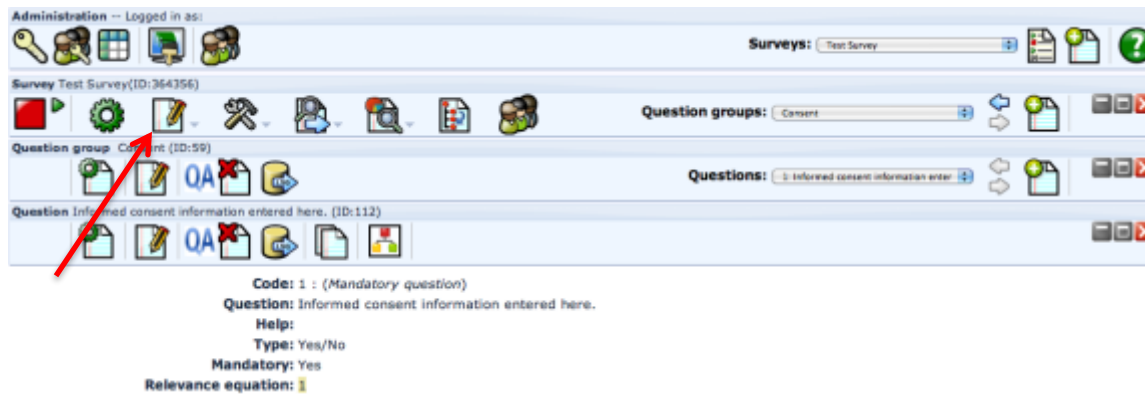 Administration -- Logged in as:
Surveys: Test Survey
Survey Test Survey(ID:364356)
Question groups: Consent
Question group Consent (ID:59)
QA
Questions: 1: Informed consent information enter
Question Informed consent information entered here. (ID:112)
QA
Code: 1 : (Mandatory question)
Question: Informed consent information entered here.
Help:
Type: Yes/No
Mandatory: Yes
Relevance equation: 1